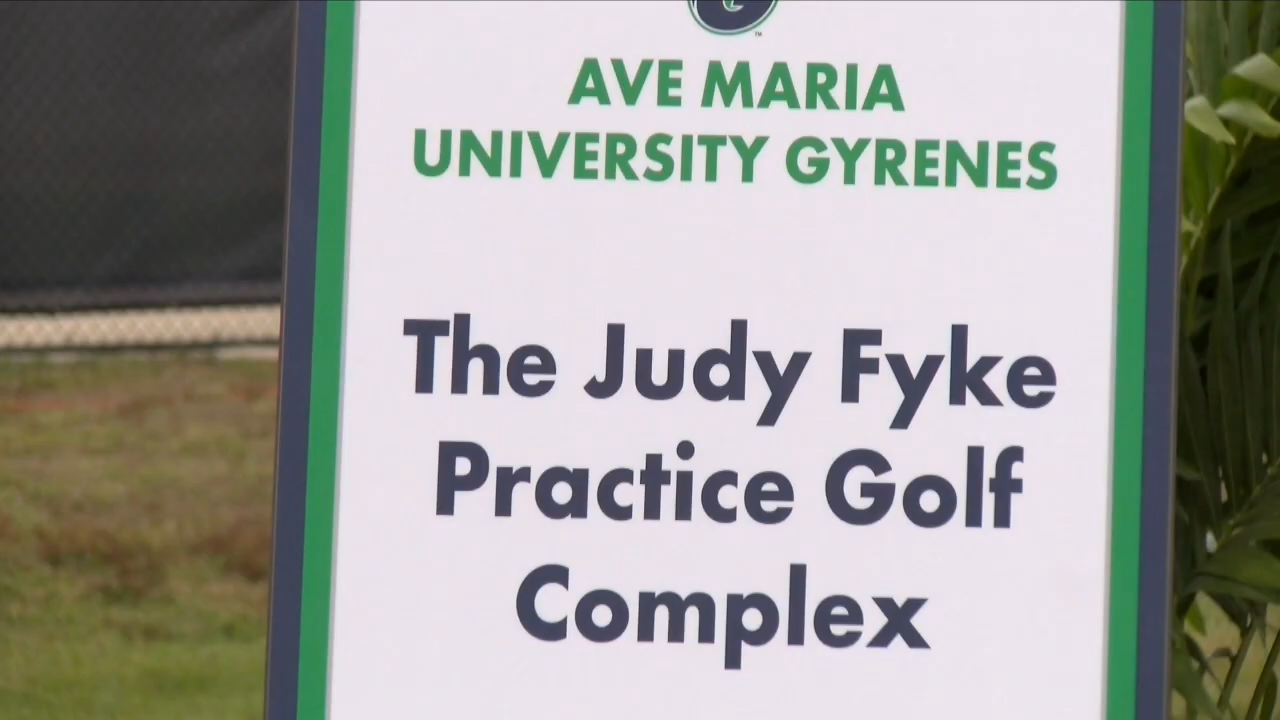 AVE MARIA
UNIVERSITY GYRENES
The Judy Fyke
Practice Golf
Complex